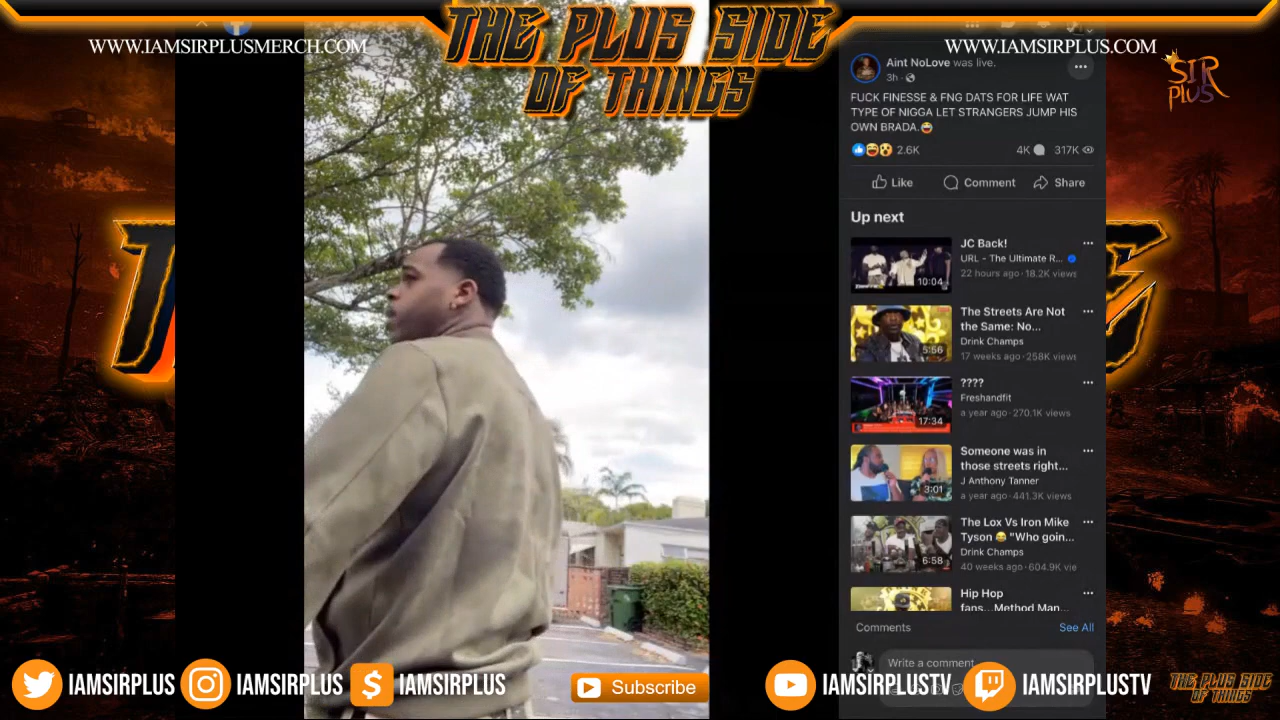 THE PLUS SIDE
OF THINGS
WWW.IAMSIRPLUSMERCH.COM
WWW.IAMSIRPLUS.COM
SIR
PLUS
Aint NoLove was live.
3h
FUCK FINESSE & FNG DATS FOR LIFE WAT
TYPE OF NIGGA LET STRANGERS JUMP HIS
OWN BRADA.😆
2.6K
4K
317K
Like
Comment
Share
Up next
JC Back!
URL - The Ultimate R...
22 hours ago · 18.2K views
10:04
The Streets Are Not
the Same: No...
Drink Champs
17 weeks ago · 258K views
5:56
????
Freshandfit
a year ago · 270.1K views
17:34
Someone was in
those streets right...
J Anthony Tanner
a year ago · 441.3K views
3:01
The Lox Vs Iron Mike
Tyson 😂 "Who goin...
Drink Champs
40 weeks ago · 604.9K vie
6:58
Hip Hop
fans...Method Man...
Comments
See All
Write a comment
IAMSIRPLUS
IAMSIRPLUS
$
IAMSIRPLUS
Subscribe
IAMSIRPLUSTV
IAMSIRPLUSTV
THE PLUS SIDE
OF THINGS